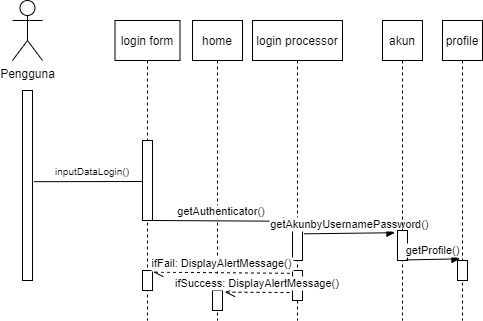 login form
home
login processor
akun
profile
Pengguna
inputDataLogin()
getAuthenticator()
getAkunbyUsernamePassword()
getProfile()
ifFail: DisplayAlertMessage()
ifSuccess: DisplayAlertMessage()